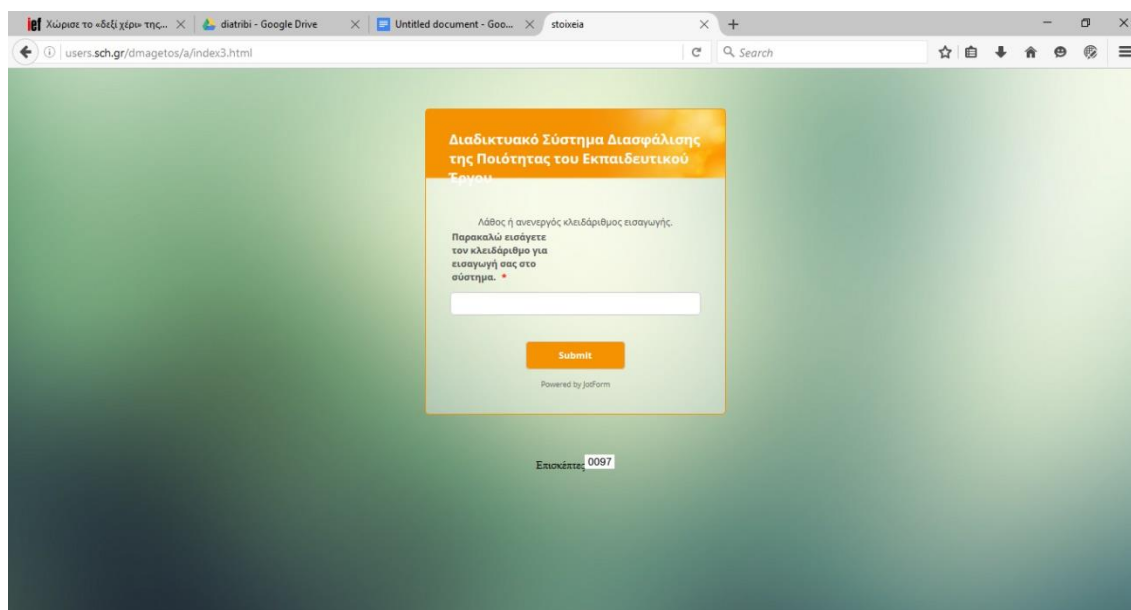 ief Χώρισε το «δεξί χέρι» της...
diatribi - Google Drive
Untitled document - Goo...
stoixeia
users.sch.gr/dmagetos/a/index3.html
Search
Διαδικτυακό Σύστημα Διασφάλισης
της Ποιότητας του Εκπαιδευτικού
Έργου
Λάθος ή ανενεργός κλειδάριθμος εισαγωγής.
Παρακαλώ εισάγετε
τον κλειδάριθμο για
εισαγωγή σας στο
σύστημα. *
Submit
Powered by JotForm
Επισκέπτες 0097